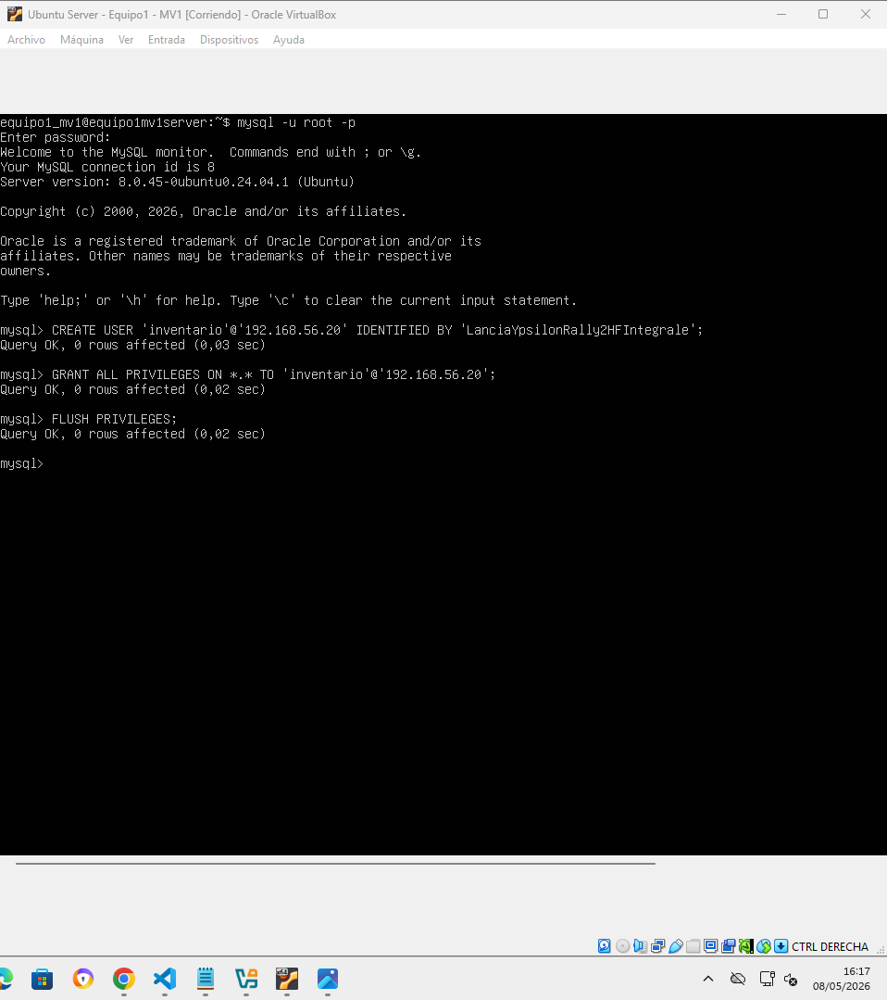 Ubuntu Server - Equipo1 - MV1 [Corriendo] - Oracle VirtualBox
Archivo Máquina Ver Entrada Dispositivos Ayuda
equipo1_mv1@equipo1mv1server:~$ mysql -u root -p
Enter password:
Welcome to the MySQL monitor.  Commands end with ; or \g.
Your MySQL connection id is 8
Server version: 8.0.45-0ubuntu0.24.04.1 (Ubuntu)
Copyright (c) 2000, 2026, Oracle and/or its affiliates.
Oracle is a registered trademark of Oracle Corporation and/or its
affiliates. Other names may be trademarks of their respective
owners.
Type 'help;' or '\h' for help. Type '\c' to clear the current input statement.
mysql> CREATE USER 'inventario'@'192.168.56.20' IDENTIFIED BY 'LanciaYpsilonRally2HFIntegrale';
Query OK, 0 rows affected (0,03 sec)
mysql> GRANT ALL PRIVILEGES ON *.* TO 'inventario'@'192.168.56.20';
Query OK, 0 rows affected (0,02 sec)
mysql> FLUSH PRIVILEGES;
Query OK, 0 rows affected (0,02 sec)
mysql>
CTRL DERECHA
16:17
08/05/2026